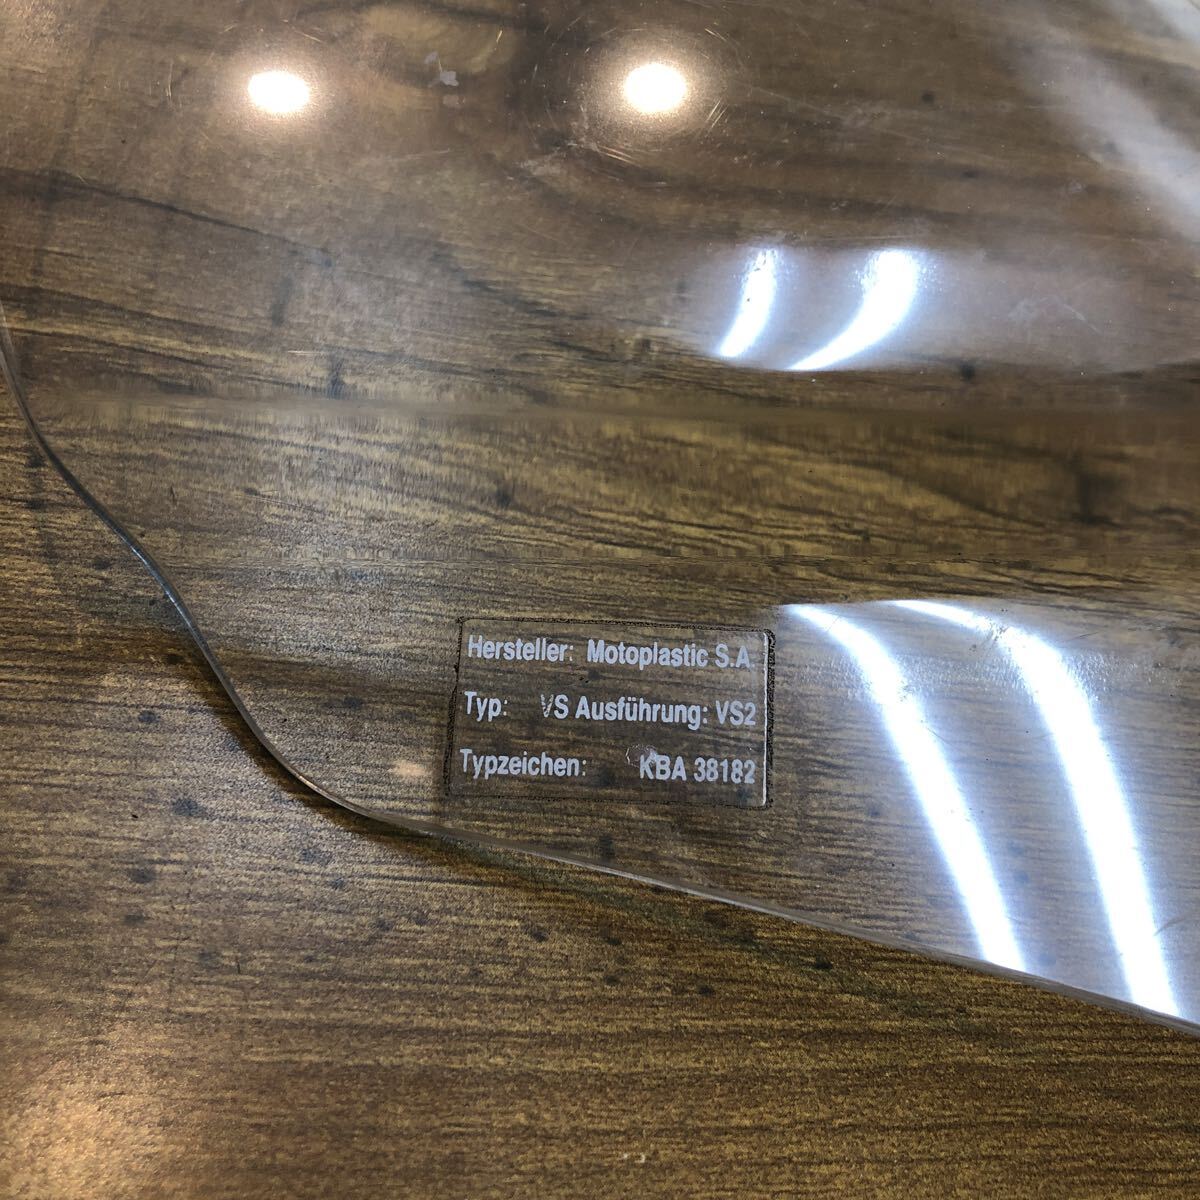 Hersteller: Motoplastic S.A
Typ: VS Ausführung: VS2
Typzeichen: KBA 38182